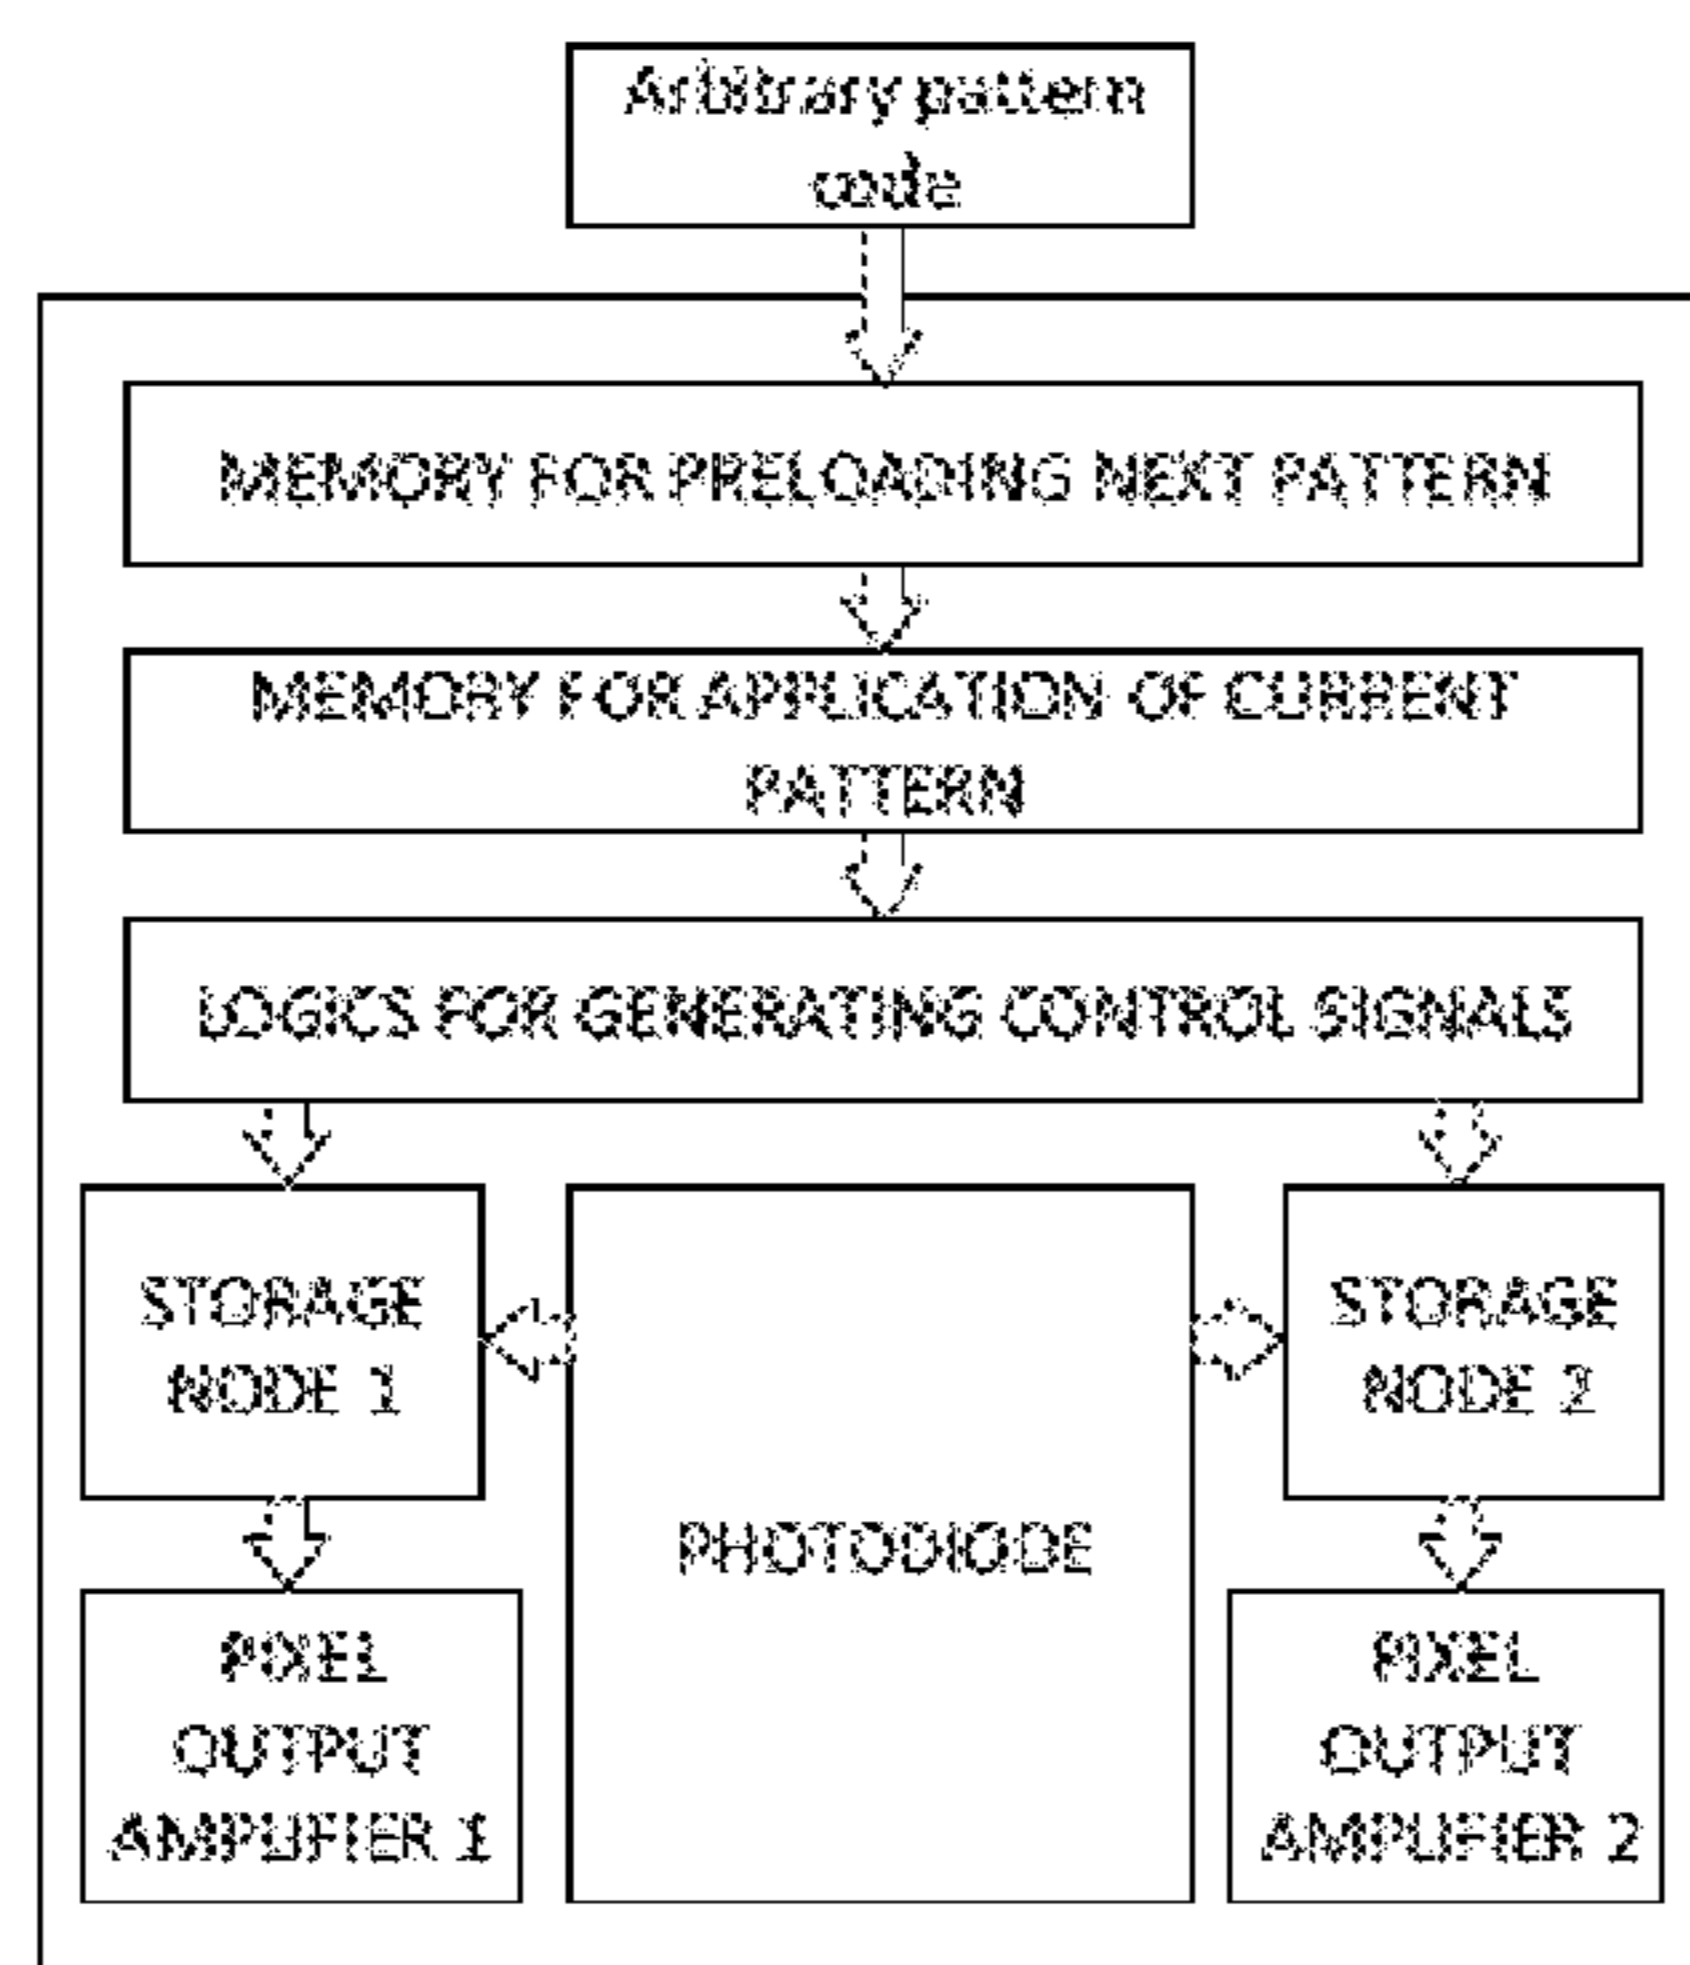 Arbitrary pattern
code
MEMORY FOR PRELOADING NEXT PATTERN
MEMORY FOR APPLICATION OF CURRENT
PATTERN
LOGICS FOR GENERATING CONTROL SIGNALS
STORAGE
NODE 1
PHOTODIODE
STORAGE
NODE 2
PIXEL
OUTPUT
AMPLIFIER 1
PIXEL
OUTPUT
AMPLIFIER 2